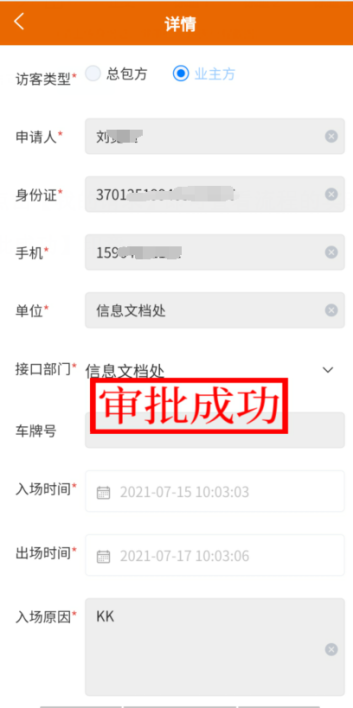 详情
访客类型* 总包方 业主方
申请人* 刘
身份证* 370135199
手机* 159
单位* 信息文档处
接口部门* 信息文档处
审批成功
车牌号
入场时间* 2021-07-15 10:03:03
出场时间* 2021-07-17 10:03:06
入场原因* KK